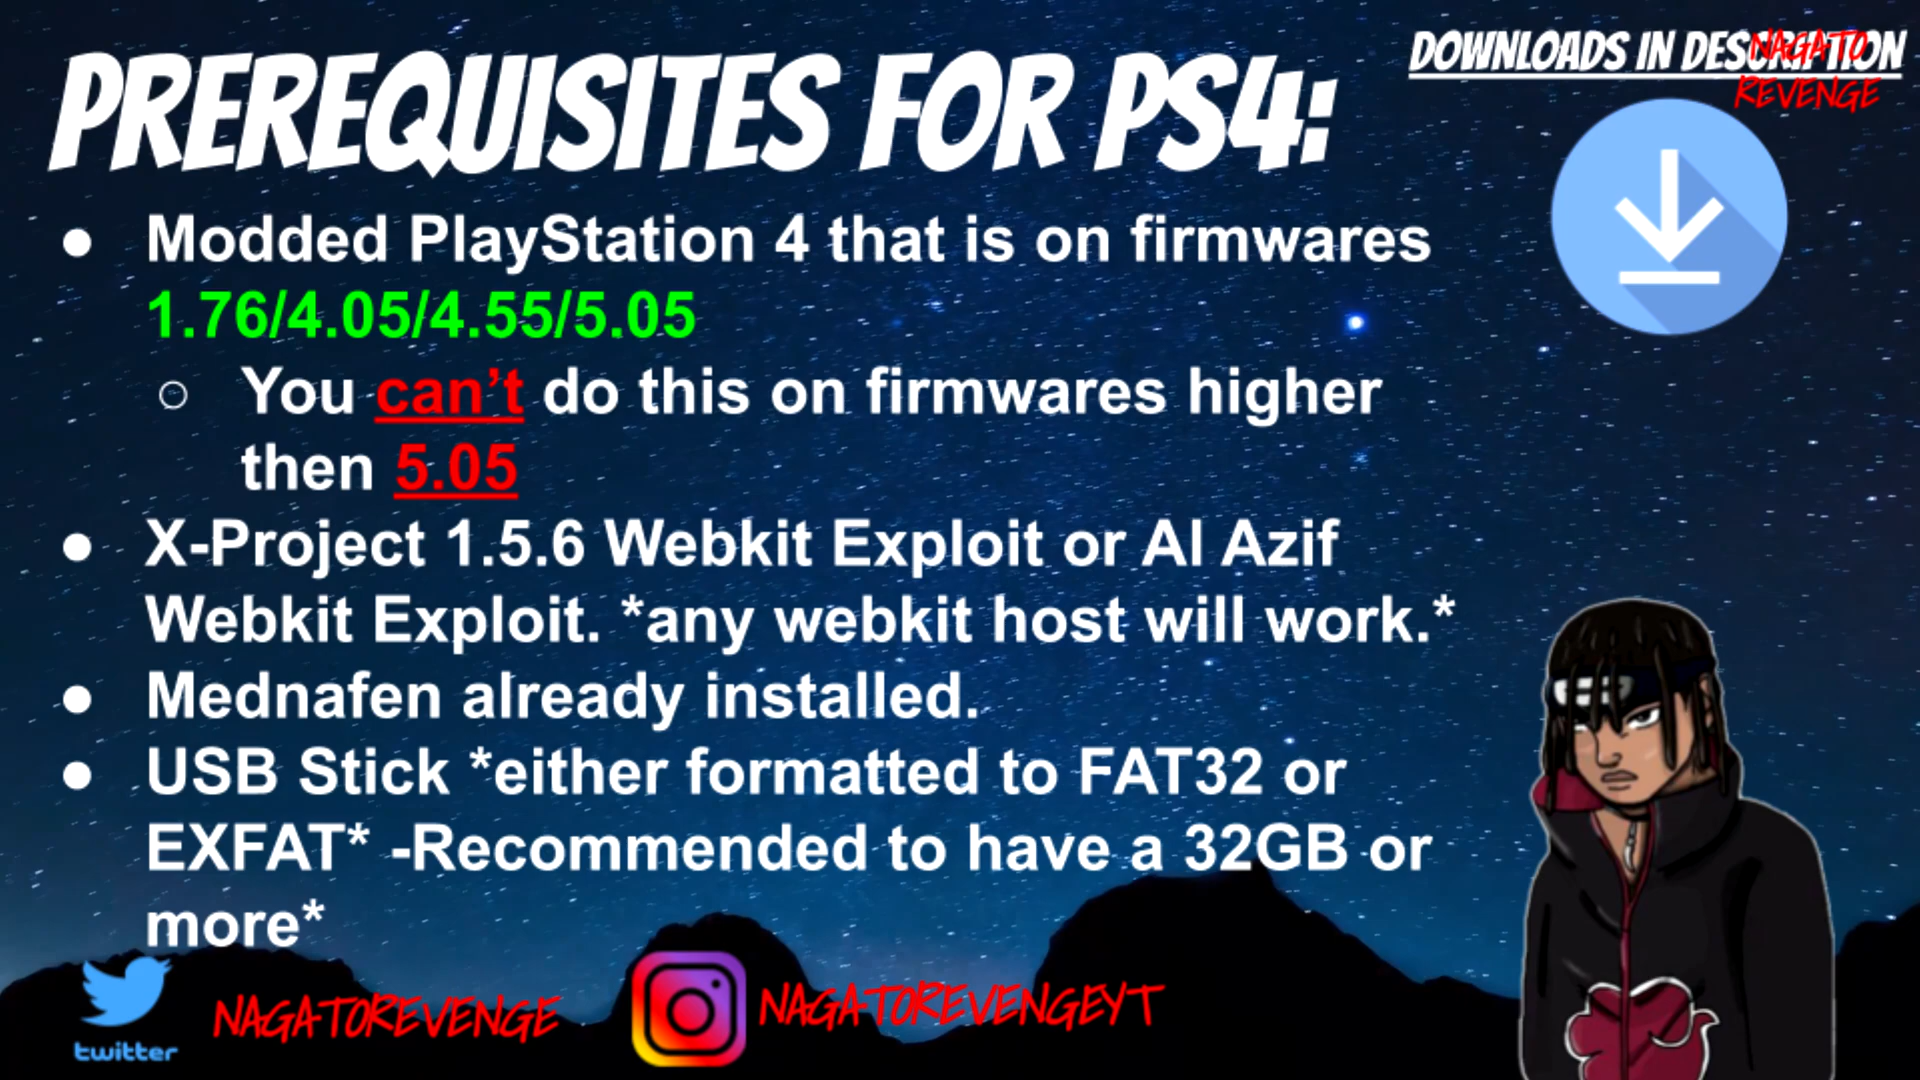 PREREQUISITES FOR PS4:
DOWNLOADS IN DESCRIPTION
NAGATO
REVENGE
● Modded PlayStation 4 that is on firmwares
1.76/4.05/4.55/5.05
○ You can’t do this on firmwares higher
then 5.05
● X-Project 1.5.6 Webkit Exploit or Al Azif
Webkit Exploit. *any webkit host will work.*
● Mednafen already installed.
● USB Stick *either formatted to FAT32 or
EXFAT* -Recommended to have a 32GB or
more*
twitter
NAGATOREVENGE
NAGATOREVENGEYT